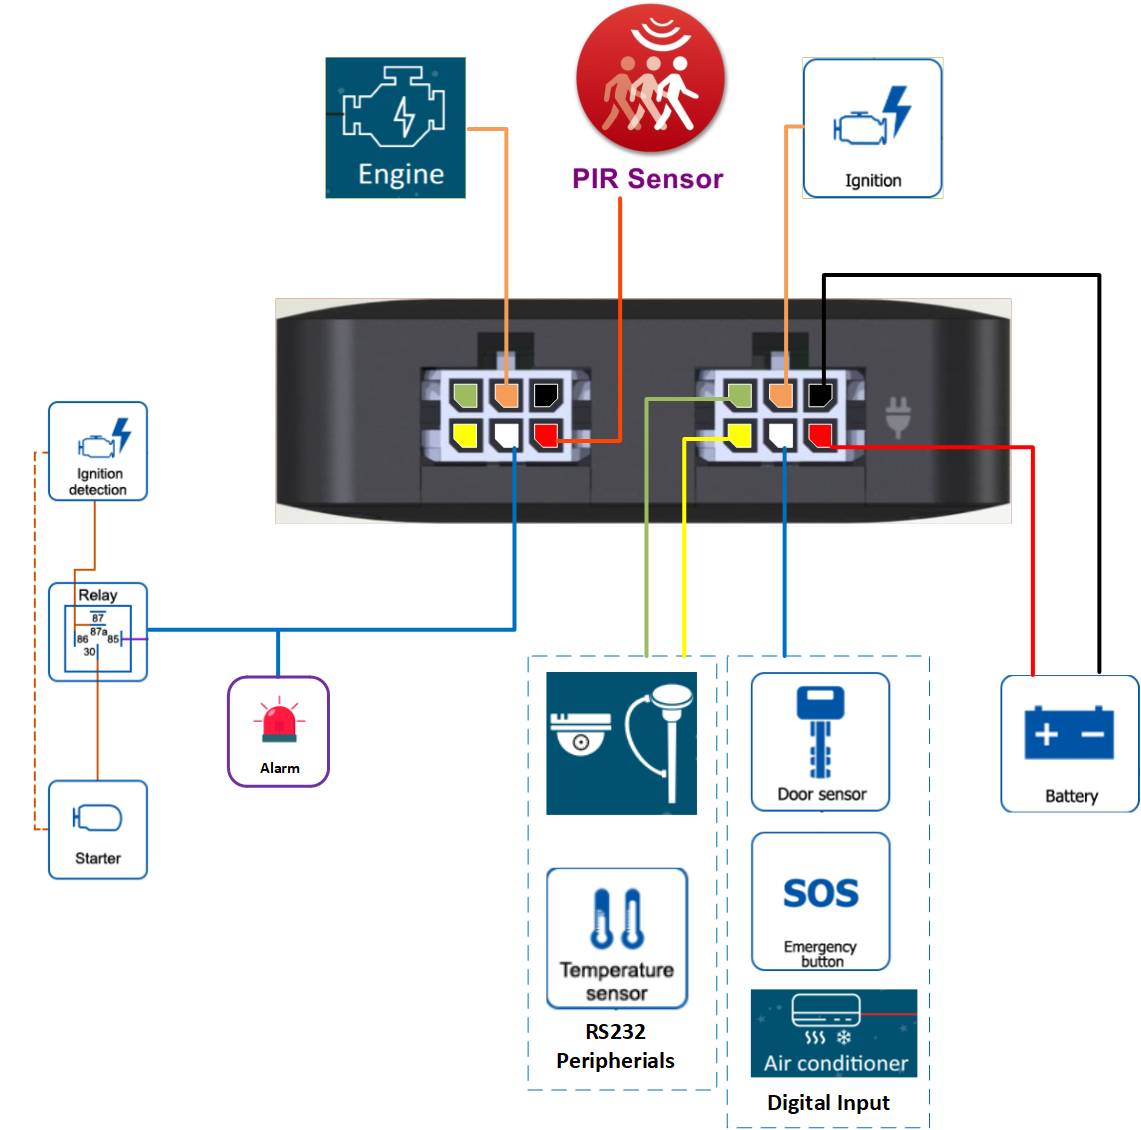 Engine
PIR Sensor
Ignition
Ignition
detection
Relay
87
87a
86
85
30
Alarm
Starter
Door sensor
Battery
SOS
Emergency
button
Temperature
sensor
RS232
Peripherials
Air conditioner
Digital Input